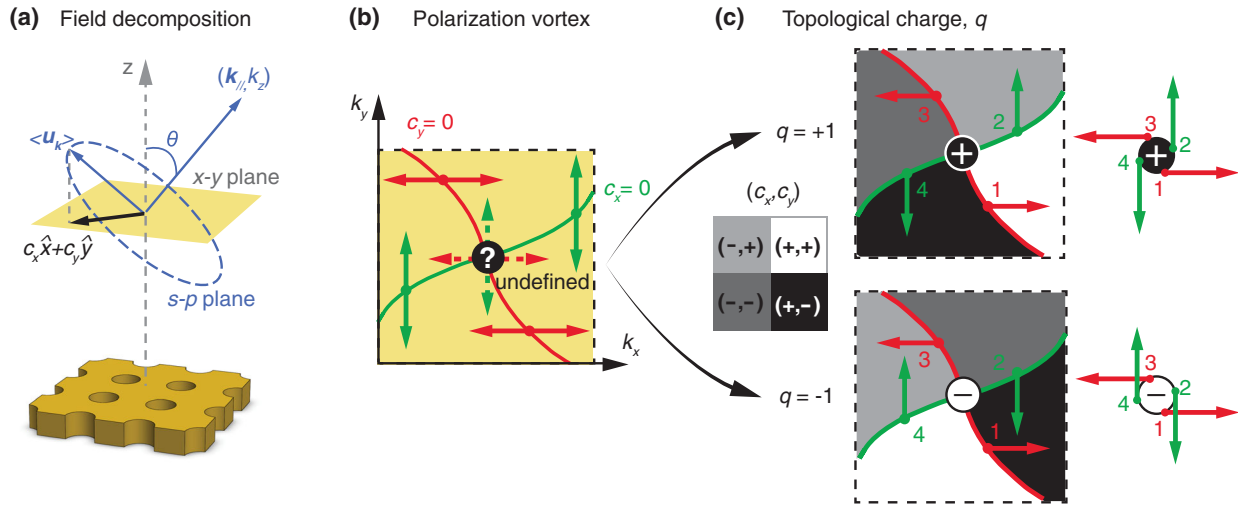 (a) Field decomposition
z
(k//,kz)
<uk>
θ
x-y plane
cxx̂+cyŷ
s-p plane
(b) Polarization vortex
ky
cy= 0
cx= 0
?
undefined
kx
(c) Topological charge, q
q = +1
(cx,cy)
(-,+) (+,+)
(-,-) (+,-)
q = -1
3
2
+
4
1
3
+
2
4
1
3
2
−
4
1
3
2
−
4
1